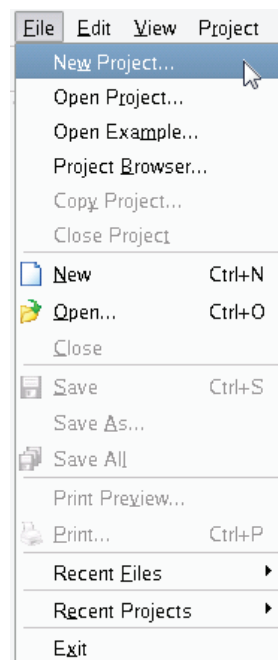 File Edit View Project
New Project...
Open Project...
Open Example...
Project Browser...
Copy Project...
Close Project
New Ctrl+N
Open... Ctrl+O
Close
Save Ctrl+S
Save As...
Save All
Print Preview...
Print... Ctrl+P
Recent Files
Recent Projects
Exit